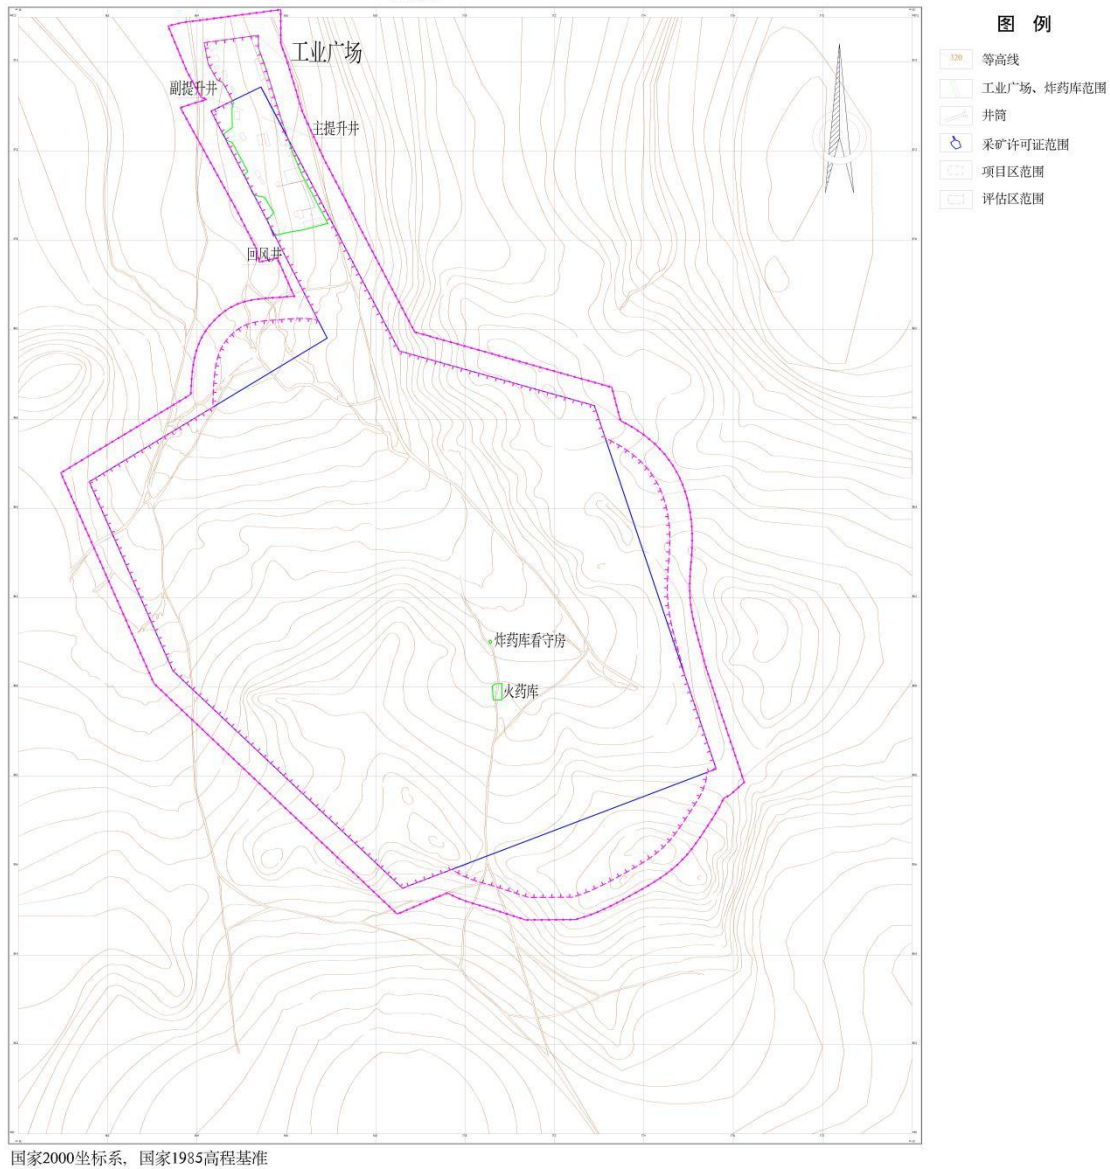 图 例
工业广场
副提升井
主提升井
回风井
炸药库看守房
火药库
320
等高线
工业广场、炸药库范围
井筒
采矿许可证范围
项目区范围
评估区范围
国家2000坐标系, 国家1985高程基准